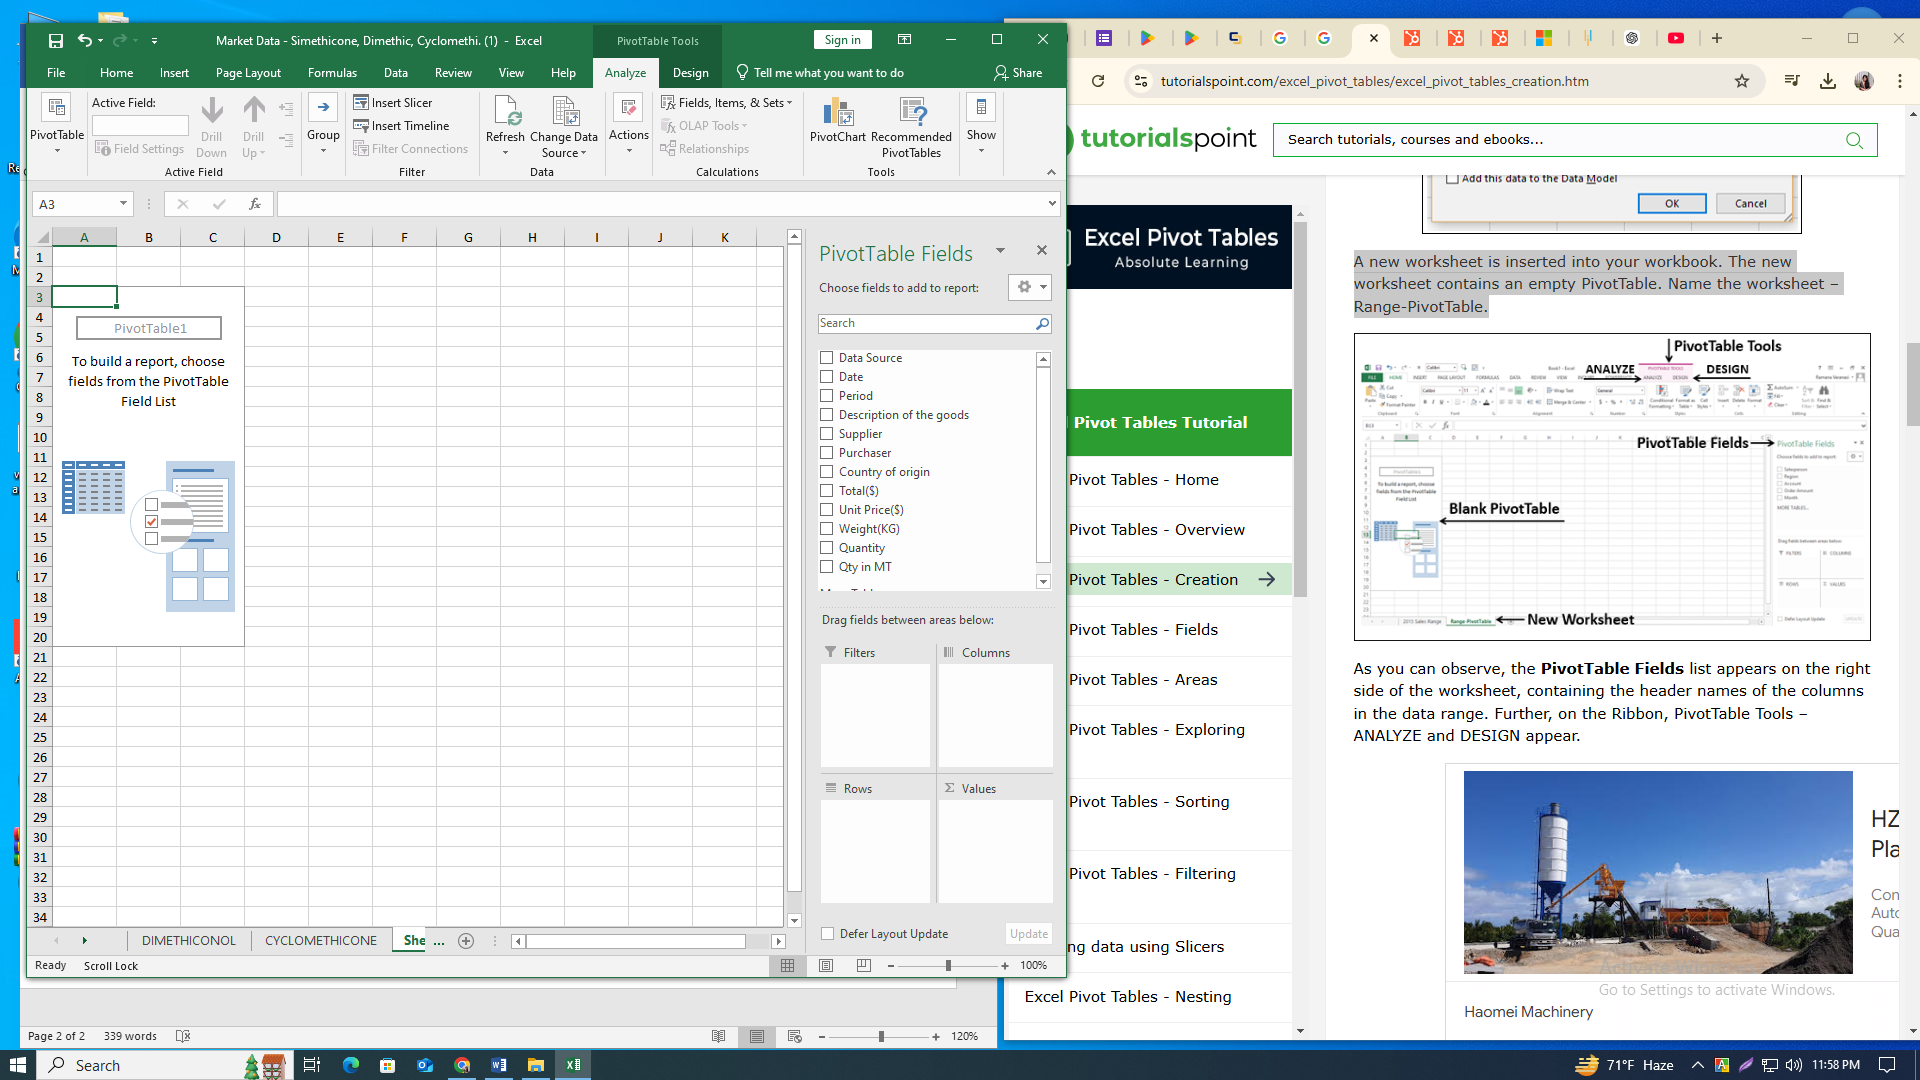 Market Data - Simethicone, Dimethic, Cyclomethi. (1) - Excel
PivotTable Tools
Sign in
File
Home
Insert
Page Layout
Formulas
Data
Review
View
Help
Analyze
Design
Tell me what you want to do
Share
PivotTable
Active Field:
Field Settings
Drill Down
Drill Up
Active Field
Group
Insert Slicer
Insert Timeline
Filter Connections
Filter
Refresh
Change Data Source
Data
Actions
Fields, Items, & Sets
OLAP Tools
Relationships
Calculations
PivotChart
Recommended PivotTables
Tools
Show
A3
fx
A B C D E F G H I J K
1
2
3
4
5
6
7
8
9
10
11
12
13
14
15
16
17
18
19
20
21
22
23
24
25
26
27
28
29
30
31
32
33
34
PivotTable1
To build a report, choose
fields from the PivotTable
Field List
PivotTable Fields
Choose fields to add to report:
Search
Data Source
Date
Period
Description of the goods
Supplier
Purchaser
Country of origin
Total($)
Unit Price($)
Weight(KG)
Quantity
Qty in MT
Drag fields between areas below:
Filters
Columns
Rows
Σ Values
Defer Layout Update
Update
DIMETHICONOL
CYCLOMETHICONE
She ...
Ready
Scroll Lock
100%
Page 2 of 2
339 words
120%
tutorialspoint.com/excel_pivot_tables/excel_pivot_tables_creation.htm
tutorialspoint
Search tutorials, courses and ebooks...
Excel Pivot Tables
Absolute Learning
Pivot Tables Tutorial
Pivot Tables - Home
Pivot Tables - Overview
Pivot Tables - Creation
Pivot Tables - Fields
Pivot Tables - Areas
Pivot Tables - Exploring
Pivot Tables - Sorting
Pivot Tables - Filtering
ng data using Slicers
Excel Pivot Tables - Nesting
Add this data to the Data Model
OK
Cancel
A new worksheet is inserted into your workbook. The new
worksheet contains an empty PivotTable. Name the worksheet –
Range-PivotTable.
PivotTable Tools
ANALYZE
DESIGN
PivotTable Fields
Blank PivotTable
New Worksheet
As you can observe, the PivotTable Fields list appears on the right
side of the worksheet, containing the header names of the columns
in the data range. Further, on the Ribbon, PivotTable Tools –
ANALYZE and DESIGN appear.
HZ
Pla
Con
Auto
Qua
Haomei Machinery
Go to Settings to activate Windows.
Search
71°F Haze
11:58 PM